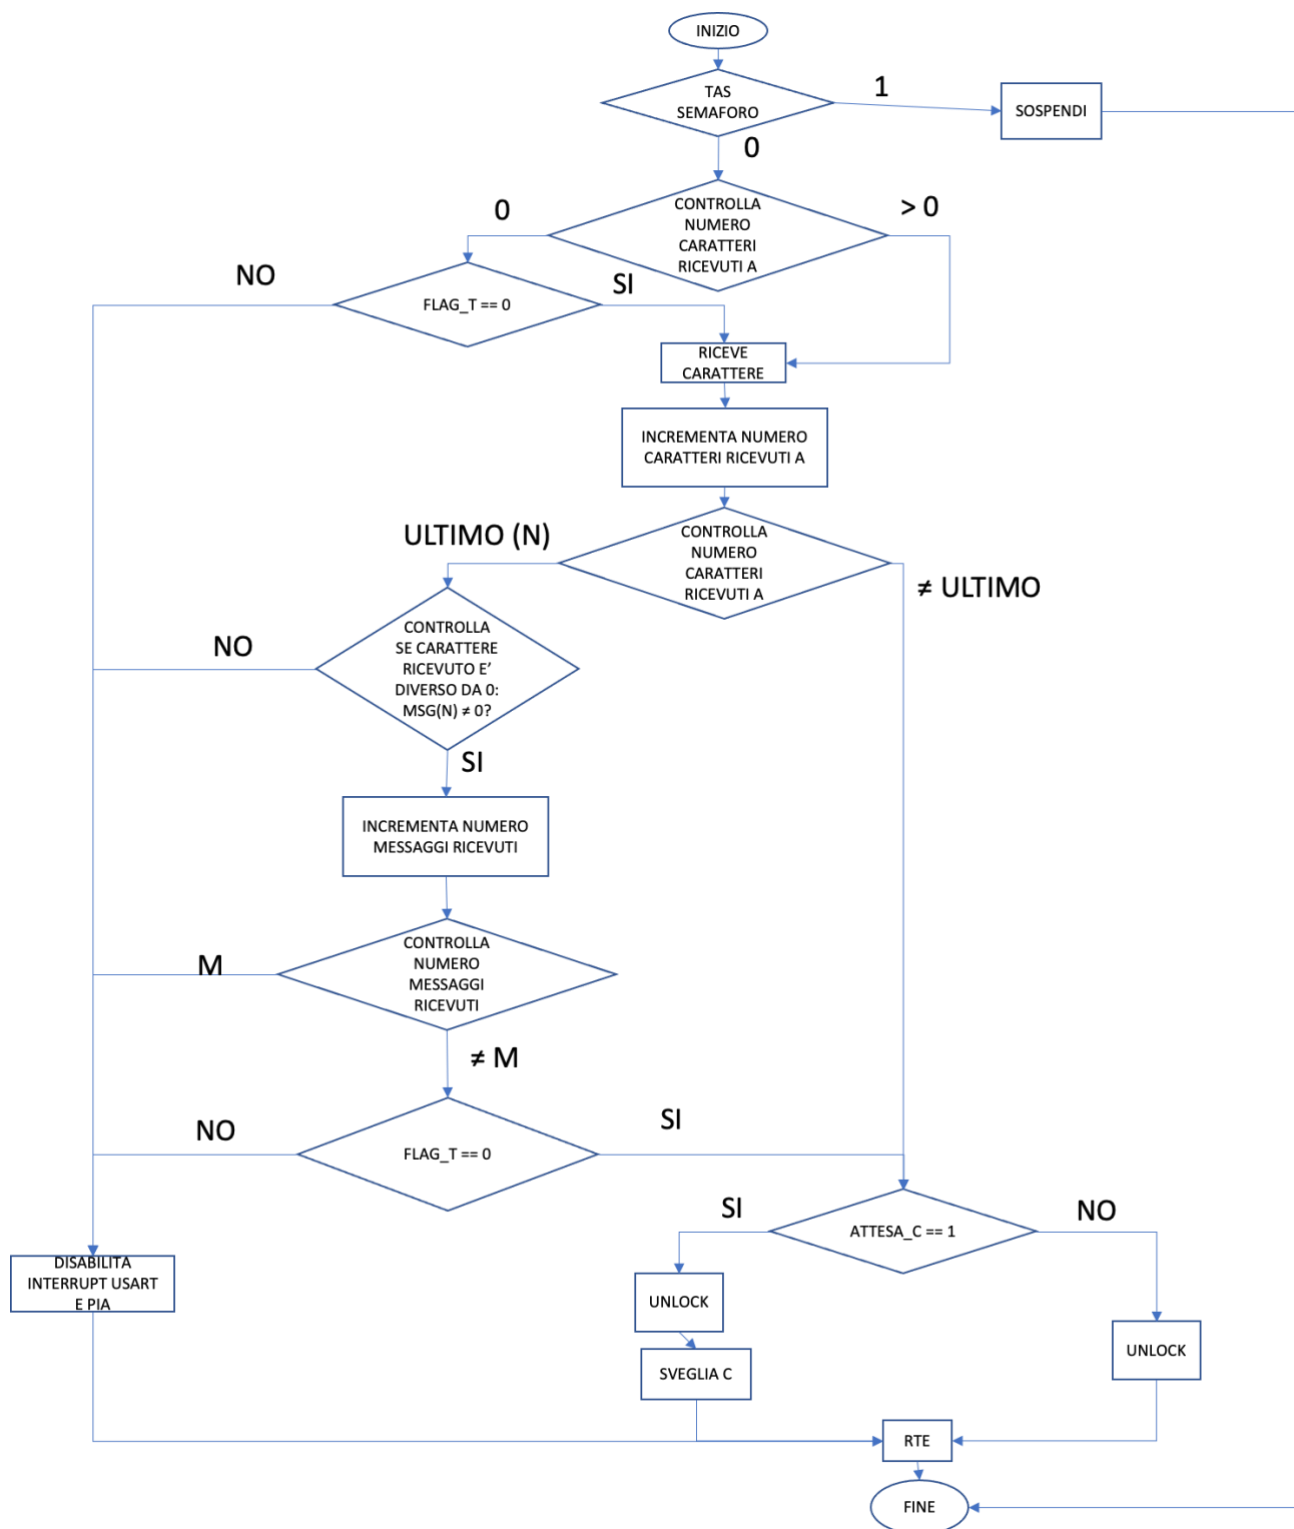 INIZIO
TAS
SEMAFORO
1
SOSPENDI
0
CONTROLLA
NUMERO
CARATTERI
RICEVUTI A
0
> 0
NO
FLAG_T == 0
SI
RICEVE
CARATTERE
INCREMENTA NUMERO
CARATTERI RICEVUTI A
ULTIMO (N)
CONTROLLA
NUMERO
CARATTERI
RICEVUTI A
≠ ULTIMO
NO
CONTROLLA
SE CARATTERE
RICEVUTO E’
DIVERSO DA 0:
MSG(N) ≠ 0?
SI
INCREMENTA NUMERO
MESSAGGI RICEVUTI
M
CONTROLLA
NUMERO
MESSAGGI
RICEVUTI
≠ M
NO
FLAG_T == 0
SI
SI
ATTESA_C == 1
NO
DISABILITA
INTERRUPT USART
E PIA
UNLOCK
SVEGLIA C
UNLOCK
RTE
FINE